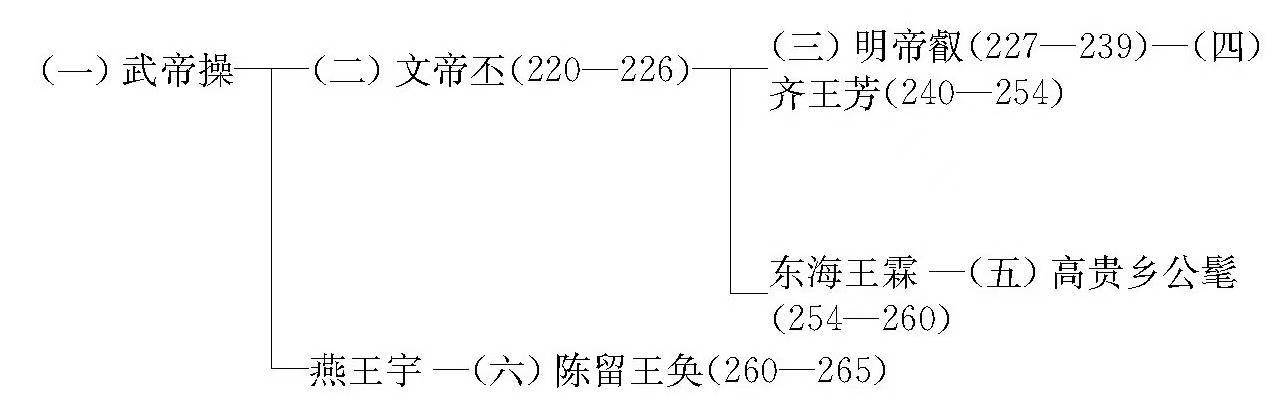 (一) 武帝操
(二) 文帝丕(220—226)
(三) 明帝叡(227—239)—(四)
齐王芳(240—254)
东海王霖 —(五) 高贵乡公髦
(254—260)
燕王宇 —(六) 陈留王奂(260—265)